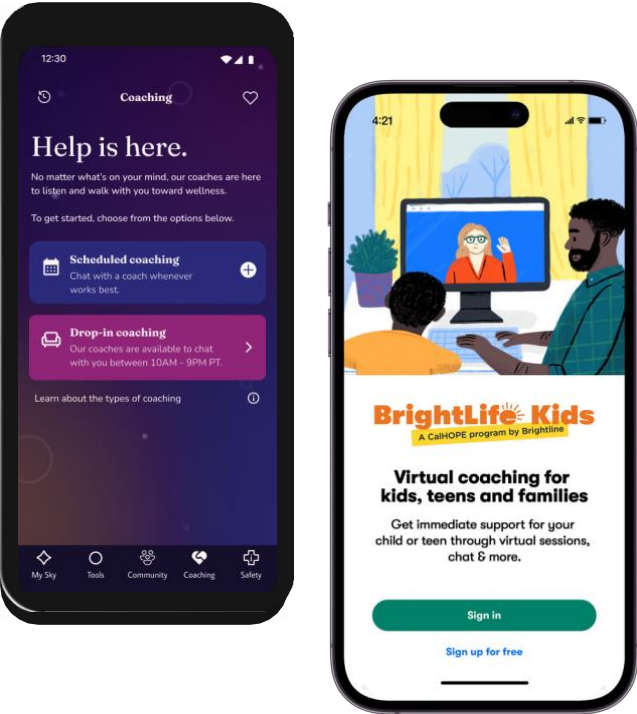 12:30
Coaching
Help is here.
No matter what's on your mind, our coaches are here
to listen and walk with you toward wellness.
To get started, choose from the options below.
Scheduled coaching
Chat with a coach whenever
works best.
Drop-in coaching
Our coaches are available to chat
with you between 10AM - 9PM PT.
Learn about the types of coaching
My Sky
Tools
Community
Coaching
Safety
4:21
BrightLife Kids
A CalHOPE program by Brightline
Virtual coaching for
kids, teens and families
Get immediate support for your
child or teen through virtual sessions,
chat & more.
Sign in
Sign up for free